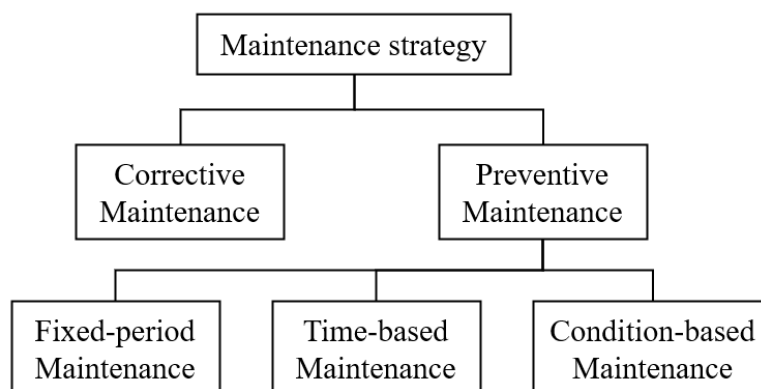 Maintenance strategy
Corrective
Maintenance
Preventive
Maintenance
Fixed-period
Maintenance
Time-based
Maintenance
Condition-based
Maintenance